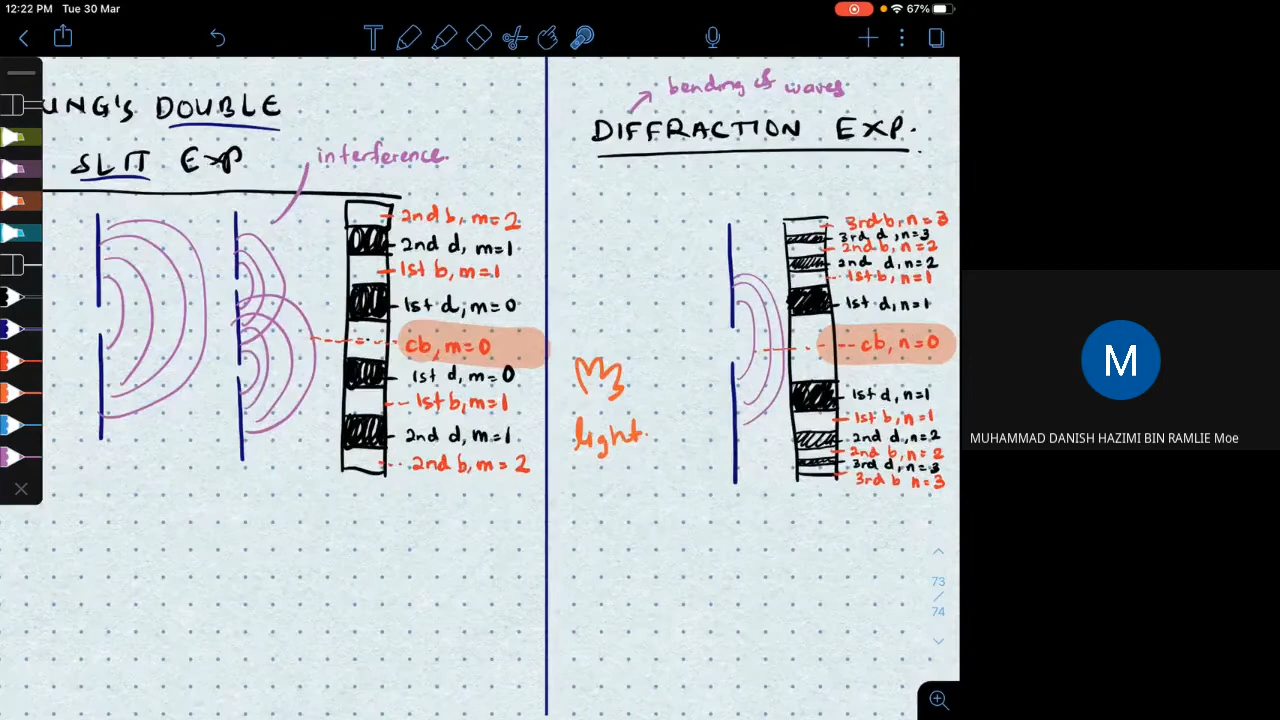 12:22 PM Tue 30 Mar
67%
UNG'S DOUBLE
SLIT EXP
interference.
2nd b, m=2
2nd d, m=1
1st b, m=1
1st d, m=0
cb, m=0
1st d, m=0
1st b, m=1
2nd d, m=1
2nd b, m=2
bending of waves
DIFFRACTION EXP.
light.
3rd b, n=3
3rd d, n=3
2nd b, n=2
2nd d, n=2
1st b, n=1
1st d, n=1
cb, n=0
1st d, n=1
1st b, n=1
2nd d, n=2
2nd b, n=2
3rd d, n=3
3rd b n=3
73
/
74
M
MUHAMMAD DANISH HAZIMI BIN RAMLIE Moe